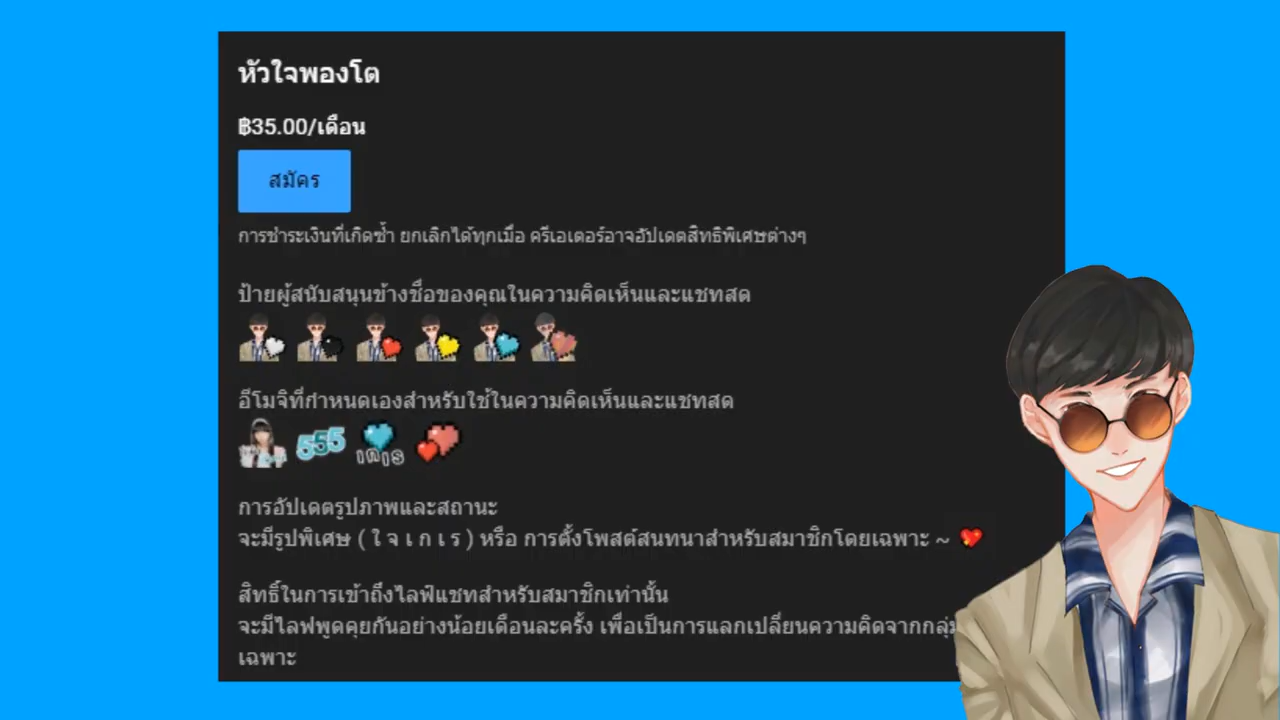 หัวใจพองโต
฿35.00/เดือน
สมัคร
การชำระเงินที่เกิดซ้ำ ยกเลิกได้ทุกเมื่อ ครีเอเตอร์อาจอัปเดตสิทธิพิเศษต่างๆ
ป้ายผู้สนับสนุนข้างชื่อของคุณในความคิดเห็นและแชทสด
อีโมจิที่กำหนดเองสำหรับใช้ในความคิดเห็นและแชทสด
555
เกเร
การอัปเดตรูปภาพและสถานะ
จะมีรูปพิเศษ ( ใ จ เ ก เ ร ) หรือ การตั้งโพสต์สนทนาสำหรับสมาชิกโดยเฉพาะ ~ ❤️
สิทธิ์ในการเข้าถึงไลฟ์แชทสำหรับสมาชิกเท่านั้น
จะมีไลฟพูดคุยกันอย่างน้อยเดือนละครั้ง เพื่อเป็นการแลกเปลี่ยนความคิดจากกลุ่ม
เฉพาะ